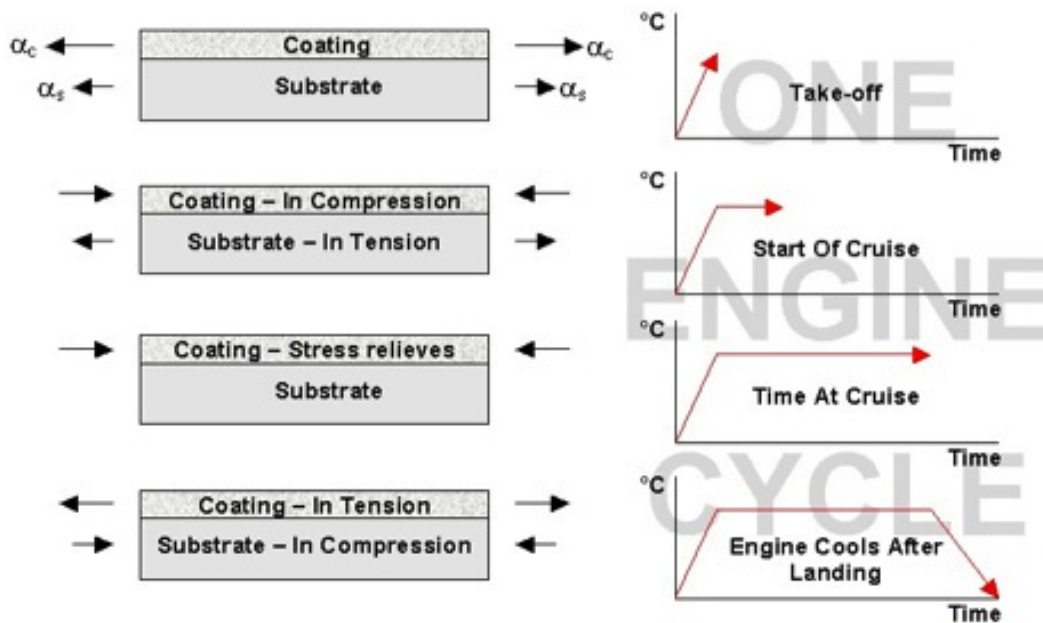 αc
αc
Coating
αs
αs
Substrate
°C
Take-off
Time
Coating – In Compression
Substrate – In Tension
°C
Start Of Cruise
Time
Coating – Stress relieves
Substrate
°C
Time At Cruise
Time
Coating – In Tension
Substrate – In Compression
°C
Engine Cools After
Landing
Time
ONE
ENGINE
CYCLE